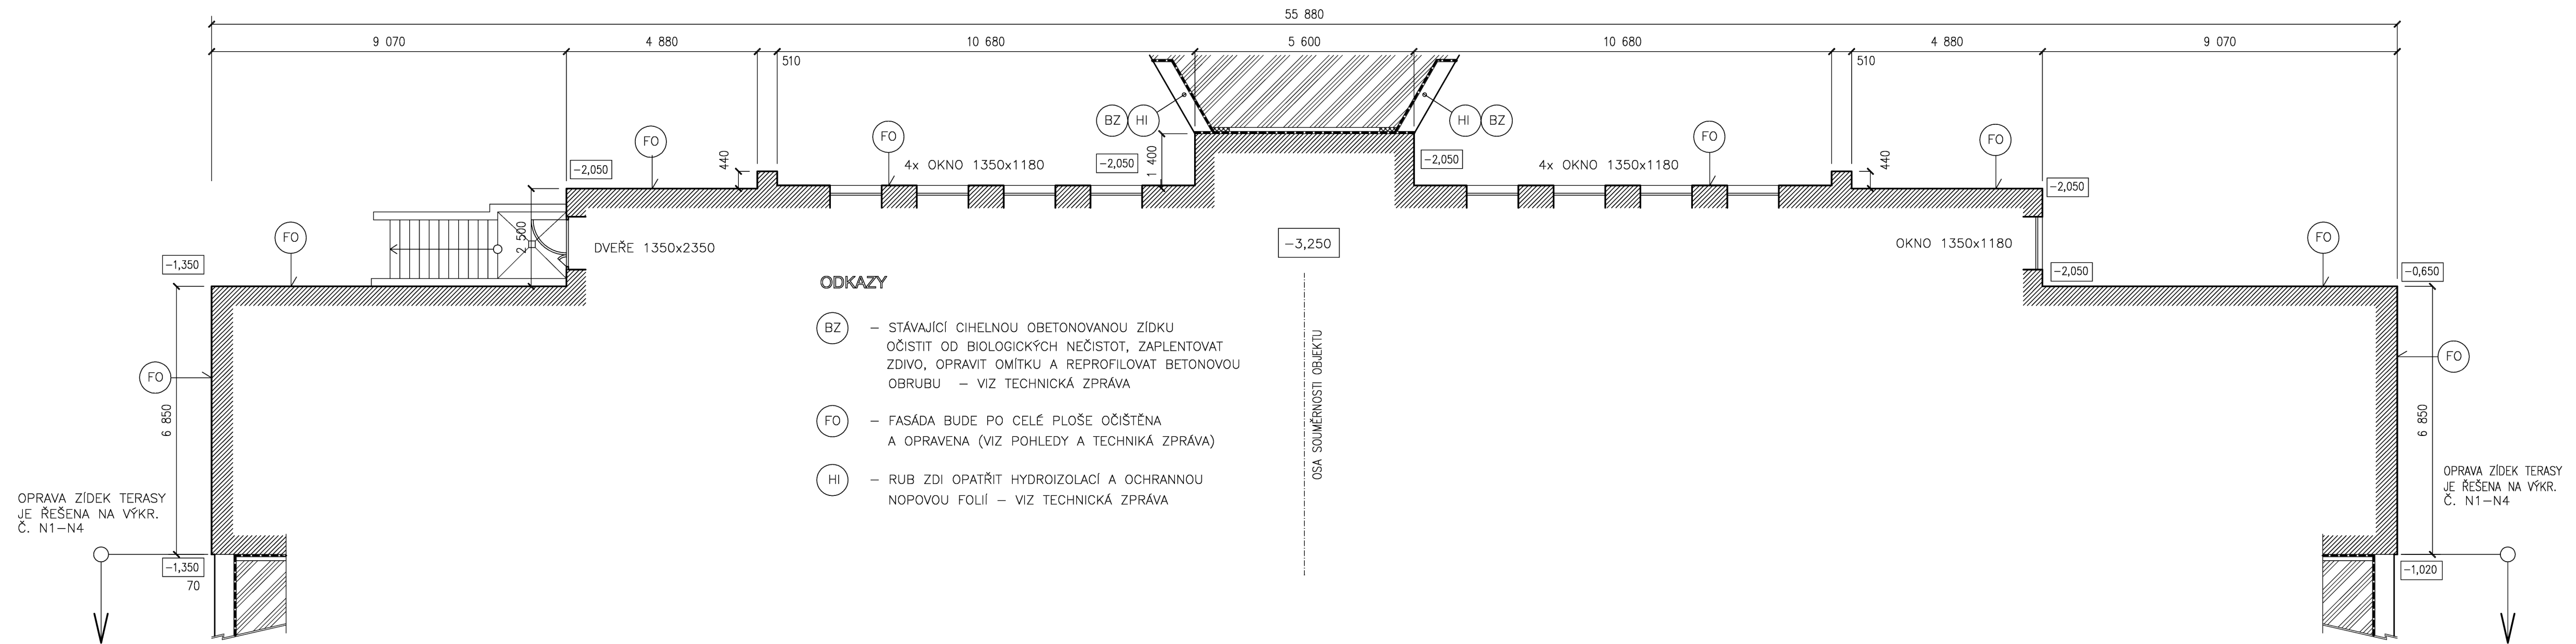 55 880
9 070
4 880
10 680
5 600
10 680
4 880
9 070
510
510
BZ
HI
HI
BZ
FO
FO
FO
FO
440
4x OKNO 1350x1180
-2,050
1 400
-2,050
4x OKNO 1350x1180
440
-2,050
-2,050
2 500
FO
DVEŘE 1350x2350
-3,250
OKNO 1350x1180
FO
-1,350
-2,050
-0,650
ODKAZY
BZ – STÁVAJÍCÍ CIHELNOU OBETONOVANOU ZÍDKU
OČISTIT OD BIOLOGICKÝCH NEČISTOT, ZAPLENTOVAT
ZDIVO, OPRAVIT OMÍTKU A REPROFILOVAT BETONOVOU
OBRUBU – VIZ TECHNICKÁ ZPRÁVA
FO – FASÁDA BUDE PO CELÉ PLOŠE OČIŠTĚNA
A OPRAVENA (VIZ POHLEDY A TECHNIKÁ ZPRÁVA)
HI – RUB ZDI OPATŘIT HYDROIZOLACÍ A OCHRANNOU
NOPOVOU FOLIÍ – VIZ TECHNICKÁ ZPRÁVA
OSA SOUMĚRNOSTI OBJEKTU
FO
6 850
FO
6 850
OPRAVA ZÍDEK TERASY
JE ŘEŠENA NA VÝKR.
Č. N1-N4
OPRAVA ZÍDEK TERASY
JE ŘEŠENA NA VÝKR.
Č. N1-N4
-1,350
70
-1,020